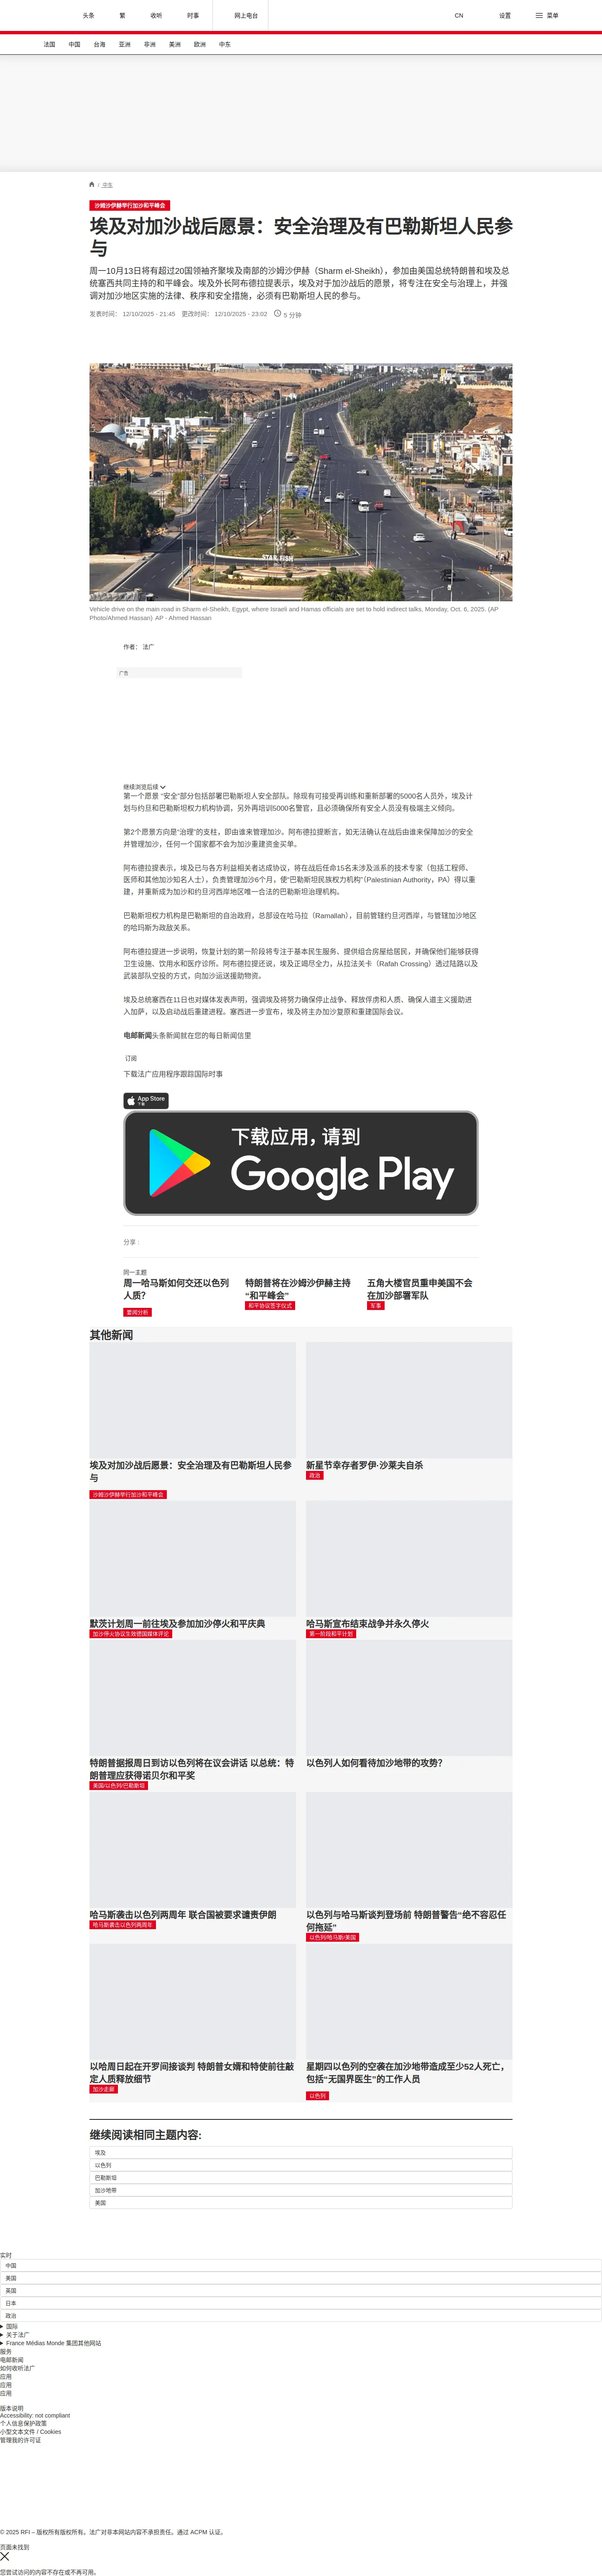 头条
繁
收听
时事
网上电台
CN
设置
菜单
法国
中国
台海
亚洲
非洲
美洲
欧洲
中东
/ 中东
沙姆沙伊赫举行加沙和平峰会
埃及对加沙战后愿景：安全治理及有巴勒斯坦人民参
与
周一10月13日将有超过20国领袖齐聚埃及南部的沙姆沙伊赫（Sharm el-Sheikh），参加由美国总统特朗普和埃及总
统塞西共同主持的和平峰会。埃及外长阿布德拉提表示，埃及对于加沙战后的愿景，将专注在安全与治理上，并强
调对加沙地区实施的法律、秩序和安全措施，必须有巴勒斯坦人民的参与。
发表时间： 12/10/2025 - 21:45 更改时间： 12/10/2025 - 23:02 5 分钟
STAR FISH
Vehicle drive on the main road in Sharm el-Sheikh, Egypt, where Israeli and Hamas officials are set to hold indirect talks, Monday, Oct. 6, 2025. (AP
Photo/Ahmed Hassan) AP - Ahmed Hassan
作者： 法广
广告
继续浏览后续
第一个愿景 “安全”部分包括部署巴勒斯坦人安全部队。除现有可接受再训练和重新部署的5000名人员外，埃及计
划与约旦和巴勒斯坦权力机构协调，另外再培训5000名警官，且必须确保所有安全人员没有极端主义倾向。
第2个愿景方向是“治理”的支柱，即由谁来管理加沙。阿布德拉提断言，如无法确认在战后由谁来保障加沙的安全
并管理加沙，任何一个国家都不会为加沙重建资金买单。
阿布德拉提表示，埃及已与各方利益相关者达成协议，将在战后任命15名未涉及派系的技术专家（包括工程师、
医师和其他加沙知名人士），负责管理加沙6个月，使“巴勒斯坦民族权力机构”（Palestinian Authority，PA）得以重
建，并重新成为加沙和约旦河西岸地区唯一合法的巴勒斯坦治理机构。
巴勒斯坦权力机构是巴勒斯坦的自治政府，总部设在哈马拉（Ramallah），目前管辖约旦河西岸，与管辖加沙地区
的哈玛斯为政敌关系。
阿布德拉提进一步说明，恢复计划的第一阶段将专注于基本民生服务、提供组合房屋给居民，并确保他们能够获得
卫生设施、饮用水和医疗诊所。阿布德拉提还说，埃及正竭尽全力，从拉法关卡（Rafah Crossing）透过陆路以及
武装部队空投的方式，向加沙运送援助物资。
埃及总统塞西在11日也对媒体发表声明，强调埃及将努力确保停止战争、释放俘虏和人质、确保人道主义援助进
入加萨，以及启动战后重建进程。塞西进一步宣布，埃及将主办加沙复原和重建国际会议。
电邮新闻头条新闻就在您的每日新闻信里
订阅
下载法广应用程序跟踪国际时事
App Store
下载
下载应用，请到
Google Play
分享 :
同一主题
周一哈马斯如何交还以色列
人质?
要闻分析
特朗普将在沙姆沙伊赫主持
“和平峰会”
和平协议签字仪式
五角大楼官员重申美国不会
在加沙部署军队
军事
其他新闻
埃及对加沙战后愿景：安全治理及有巴勒斯坦人民参
与
沙姆沙伊赫举行加沙和平峰会
新星节幸存者罗伊·沙莱夫自杀
政治
默茨计划周一前往埃及参加加沙停火和平庆典
加沙停火协议生效德国媒体评论
哈马斯宣布结束战争并永久停火
第一阶段和平计划
特朗普据报周日到访以色列将在议会讲话 以总统：特
朗普理应获得诺贝尔和平奖
美国/以色列/巴勒斯坦
以色列人如何看待加沙地带的攻势?
哈马斯袭击以色列两周年 联合国被要求谴责伊朗
哈马斯袭击以色列两周年
以色列与哈马斯谈判登场前 特朗普警告“绝不容忍任
何拖延“
以色列/哈马斯/美国
以哈周日起在开罗间接谈判 特朗普女婿和特使前往敲
定人质释放细节
加沙走廊
星期四以色列的空袭在加沙地带造成至少52人死亡，
包括“无国界医生”的工作人员
以色列
继续阅读相同主题内容:
埃及
以色列
巴勒斯坦
加沙地带
美国
实时
中国
美国
英国
日本
政治
国际
关于法广
France Médias Monde 集团其他网站
服务
电邮新闻
如何收听法广
应用
应用
应用
版本说明
Accessibility: not compliant
个人信息保护政策
小型文本文件 / Cookies
管理我的许可证
© 2025 RFI – 版权所有版权所有。法广对非本网站内容不承担责任。通过 ACPM 认证。
页面未找到
您尝试访问的内容不存在或不再可用。